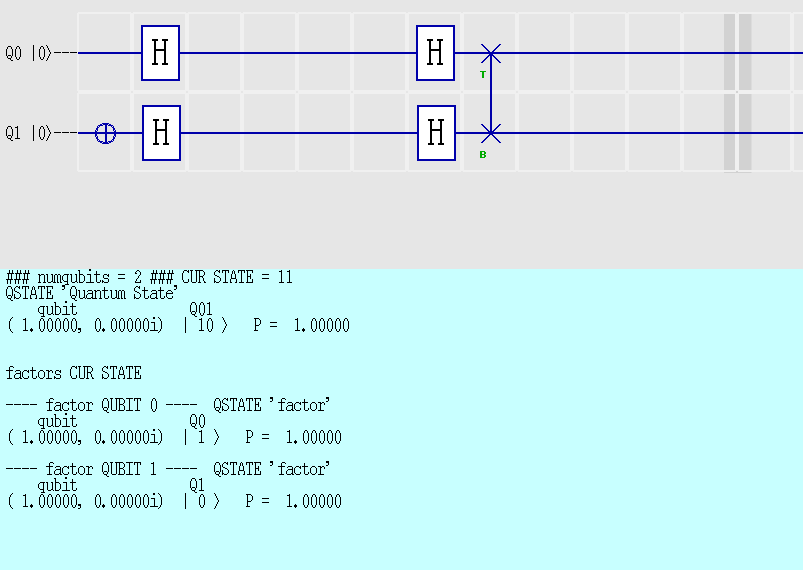 H H
Q0 |0⟩---
T
H H
Q1 |0⟩---
B
### numqubits = 2 ### CUR STATE = 11
QSTATE 'Quantum State'
qubit Q01
( 1.00000, 0.00000i) | 10 ⟩ P = 1.00000
factors CUR STATE
---- factor QUBIT 0 ---- QSTATE 'factor'
qubit Q0
( 1.00000, 0.00000i) | 1 ⟩ P = 1.00000
---- factor QUBIT 1 ---- QSTATE 'factor'
qubit Q1
( 1.00000, 0.00000i) | 0 ⟩ P = 1.00000